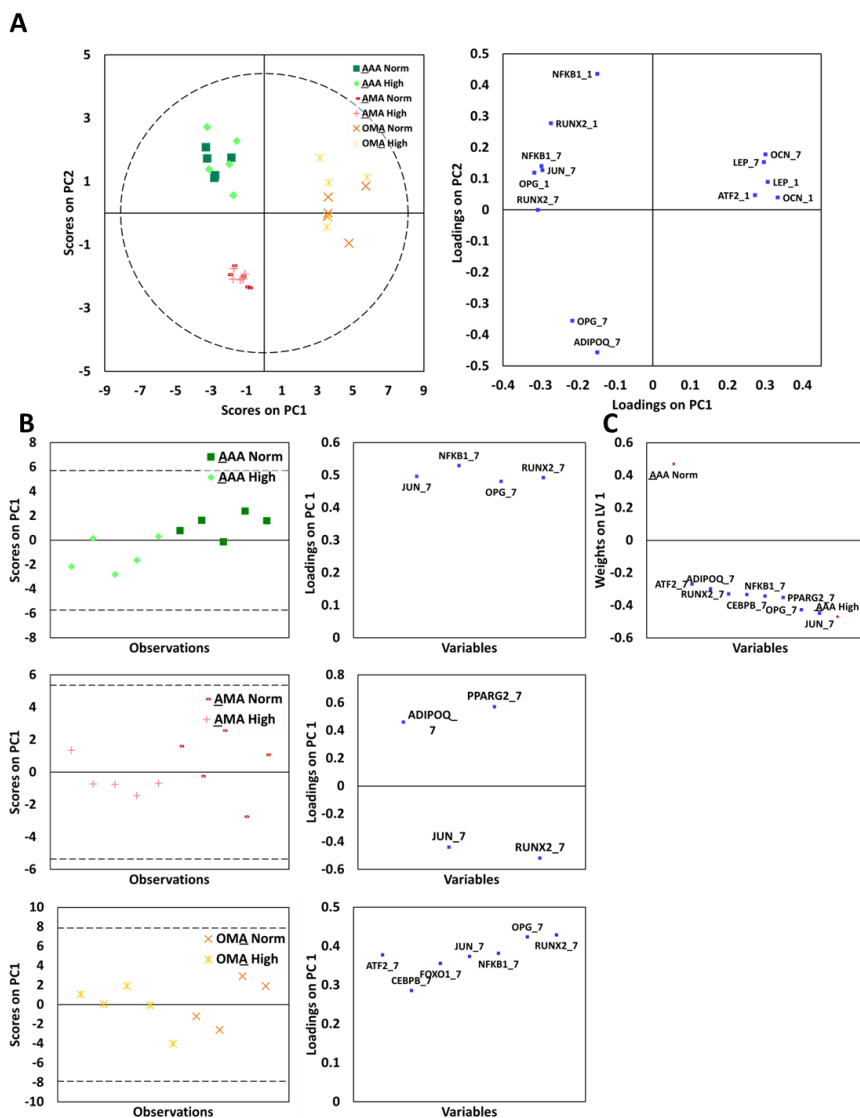 A
5
3
1
-1
-3
-5
-9
-7
-5
-3
-1
1
3
5
7
9
Scores on PC2
Scores on PC1
AAA Norm
AAA High
AMA Norm
AMA High
OMA Norm
OMA High
0.5
0.4
0.3
0.2
0.1
0
-0.1
-0.2
-0.3
-0.4
-0.5
-0.4
-0.3
-0.2
-0.1
0
0.1
0.2
0.3
0.4
Loadings on PC2
Loadings on PC1
NFKB1_1
RUNX2_1
NFKB1_7
JUN_7
OPG_1
RUNX2_7
OCN_7
LEP_7
LEP_1
ATF2_1
OCN_1
OPG_7
ADIPOQ_7
B
8
6
4
2
0
-2
-4
-6
-8
Scores on PC1
Observations
AAA Norm
AAA High
0.6
0.5
0.4
0.3
0.2
0.1
0
Loadings on PC 1
Variables
JUN_7
NFKB1_7
OPG_7
RUNX2_7
C
0.6
0.4
0.2
0
-0.2
-0.4
-0.6
Weights on LV 1
Variables
AAA Norm
ATF2_7
ADIPOQ_7
RUNX2_7
CEBPB_7
NFKB1_7
OPG_7
PPARG2_7
JUN_7
AAA High
6
4
2
0
-2
-4
-6
Scores on PC1
Observations
AMA Norm
AMA High
0.8
0.6
0.4
0.2
0
-0.2
-0.4
-0.6
Loadings on PC 1
Variables
ADIPOQ_
7
PPARG2_7
JUN_7
RUNX2_7
10
8
6
4
2
0
-2
-4
-6
-8
-10
Scores on PC1
Observations
OMA Norm
OMA High
0.5
0.4
0.3
0.2
0.1
0
Loadings on PC 1
Variables
ATF2_7
CEBPB_7
FOXO1_7
JUN_7
NFKB1_7
OPG_7
RUNX2_7